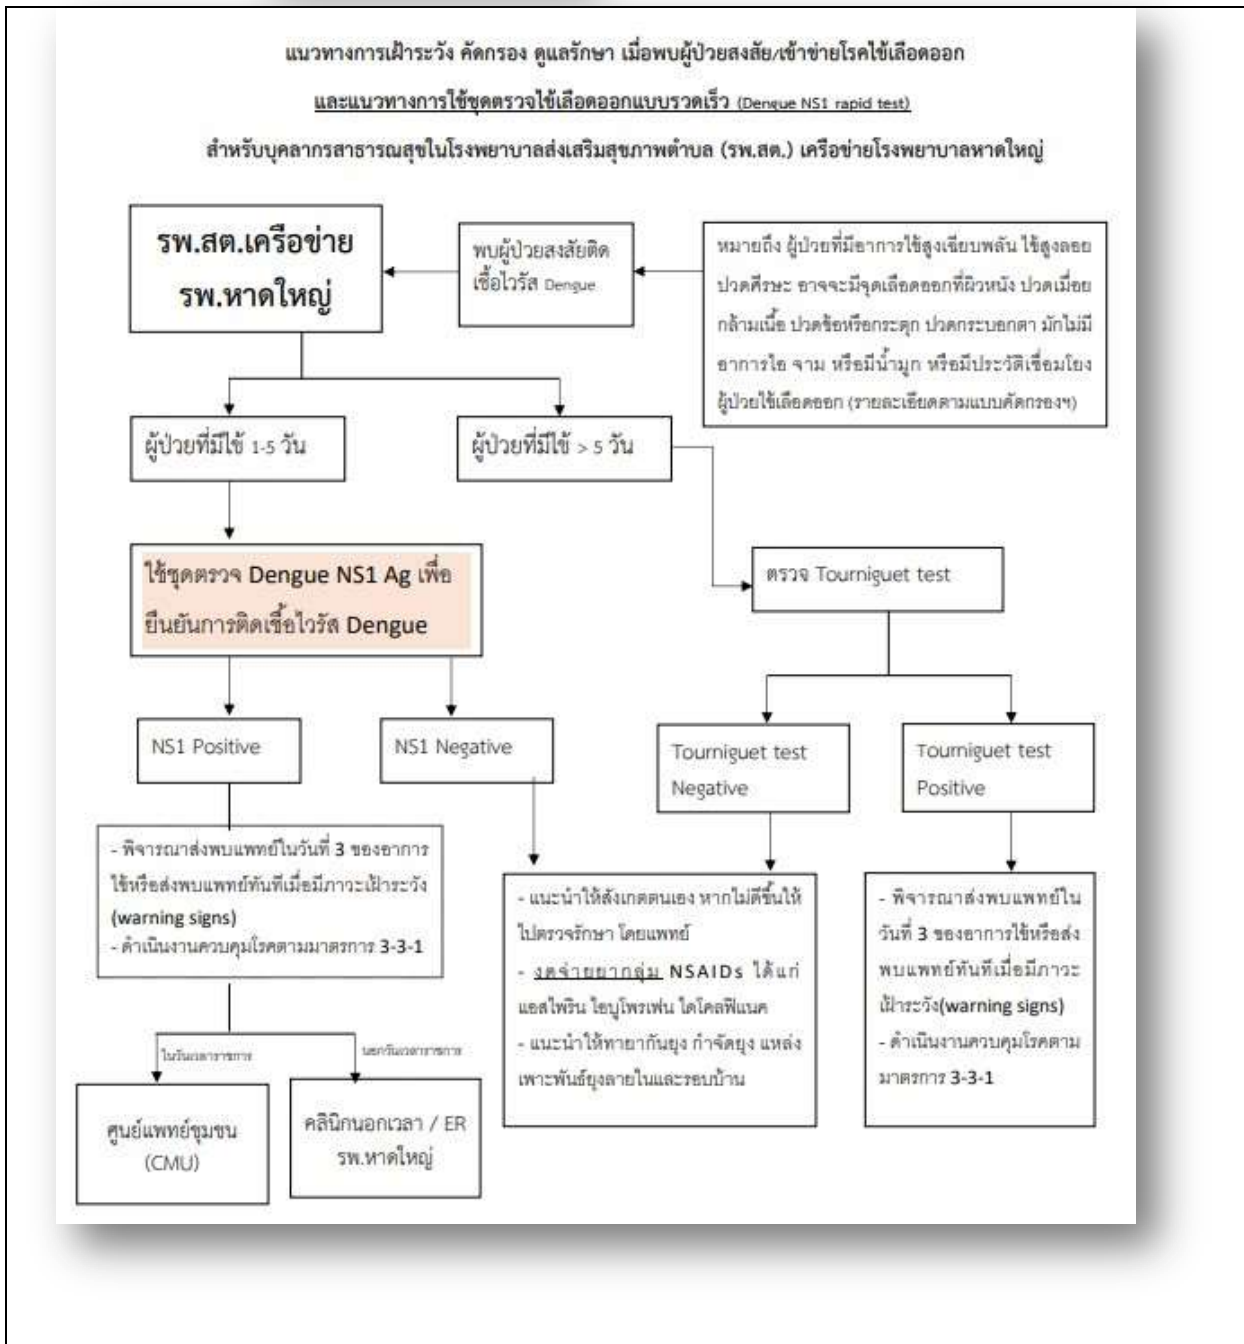 แนวทางการเฝ้าระวัง คัดกรอง ดูแลรักษา เมื่อพบผู้ป่วยสงสัย/เข้าข่ายโรคไข้เลือดออก
และแนวทางการใช้ชุดตรวจไข้เลือดออกแบบรวดเร็ว (Dengue NS1 rapid test)
สำหรับบุคลากรสาธารณสุขในโรงพยาบาลส่งเสริมสุขภาพตำบล (รพ.สต.) เครือข่ายโรงพยาบาลหาดใหญ่
รพ.สต.เครือข่าย
รพ.หาดใหญ่
พบผู้ป่วยสงสัยติด
เชื้อไวรัส Dengue
หมายถึง ผู้ป่วยที่มีอาการไข้สูงเฉียบพลัน ไข้สูงลอย
ปวดศีรษะ อาจจะมีจุดเลือดออกที่ผิวหนัง ปวดเมื่อย
กล้ามเนื้อ ปวดข้อหรือกระดูก ปวดกระบอกตา มักไม่มี
อาการไอ จาม หรือมีน้ำมูก หรือมีประวัติเชื่อมโยง
ผู้ป่วยไข้เลือดออก (รายละเอียดตามแบบคัดกรองฯ)
ผู้ป่วยที่มีไข้ 1-5 วัน
ผู้ป่วยที่มีไข้ > 5 วัน
ใช้ชุดตรวจ Dengue NS1 Ag เพื่อ
ยืนยันการติดเชื้อไวรัส Dengue
ตรวจ Tourniguet test
NS1 Positive
NS1 Negative
Tourniguet test
Negative
Tourniguet test
Positive
- พิจารณาส่งพบแพทย์ในวันที่ 3 ของอาการ
ไข้หรือส่งพบแพทย์ทันทีเมื่อมีภาวะเฝ้าระวัง
(warning signs)
- ดำเนินงานควบคุมโรคตามมาตรการ 3-3-1
- แนะนำให้สังเกตตนเอง หากไม่ดีขึ้นให้
ไปตรวจรักษา โดยแพทย์
- งดจ่ายยากลุ่ม NSAIDs ได้แก่
แอสไพริน ไอบูโพรเฟน ไดโคลฟีแนค
- แนะนำให้ทายากันยุง กำจัดยุง แหล่ง
เพาะพันธุ์ยุงลายในและรอบบ้าน
- พิจารณาส่งพบแพทย์ใน
วันที่ 3 ของอาการไข้หรือส่ง
พบแพทย์ทันทีเมื่อมีภาวะ
เฝ้าระวัง(warning signs)
- ดำเนินงานควบคุมโรคตาม
มาตรการ 3-3-1
ในวันเวลาราชการ
นอกวันเวลาราชการ
ศูนย์แพทย์ชุมชน
(CMU)
คลินิกนอกเวลา / ER
รพ.หาดใหญ่